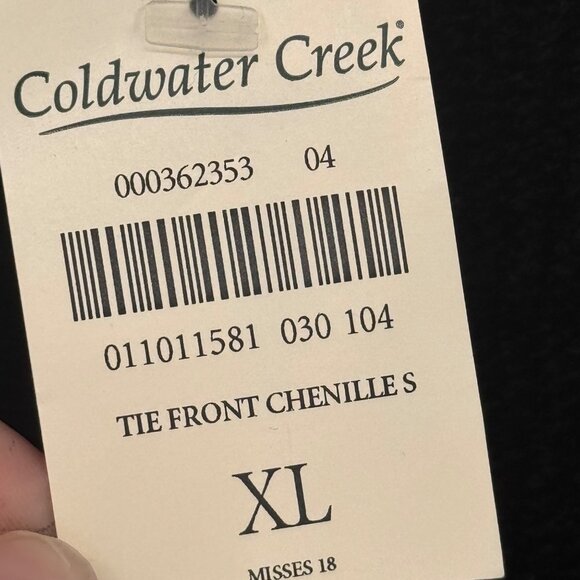 Coldwater Creek®
000362353 04
011011581 030 104
TIE FRONT CHENILLE S
XL
MISSES 18